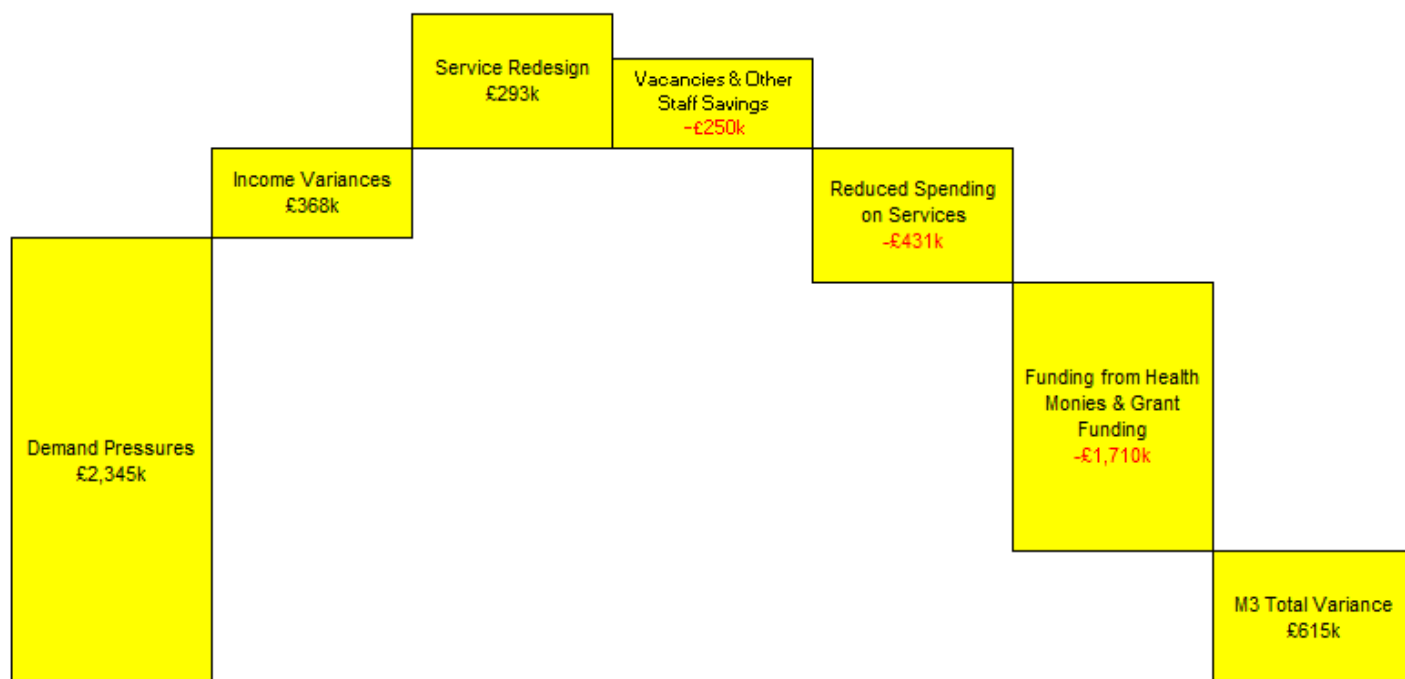 Demand Pressures
£2,345k
Income Variances
£368k
Service Redesign
£293k
Vacancies & Other
Staff Savings
-£250k
Reduced Spending
on Services
-£431k
Funding from Health
Monies & Grant
Funding
-£1,710k
M3 Total Variance
£615k